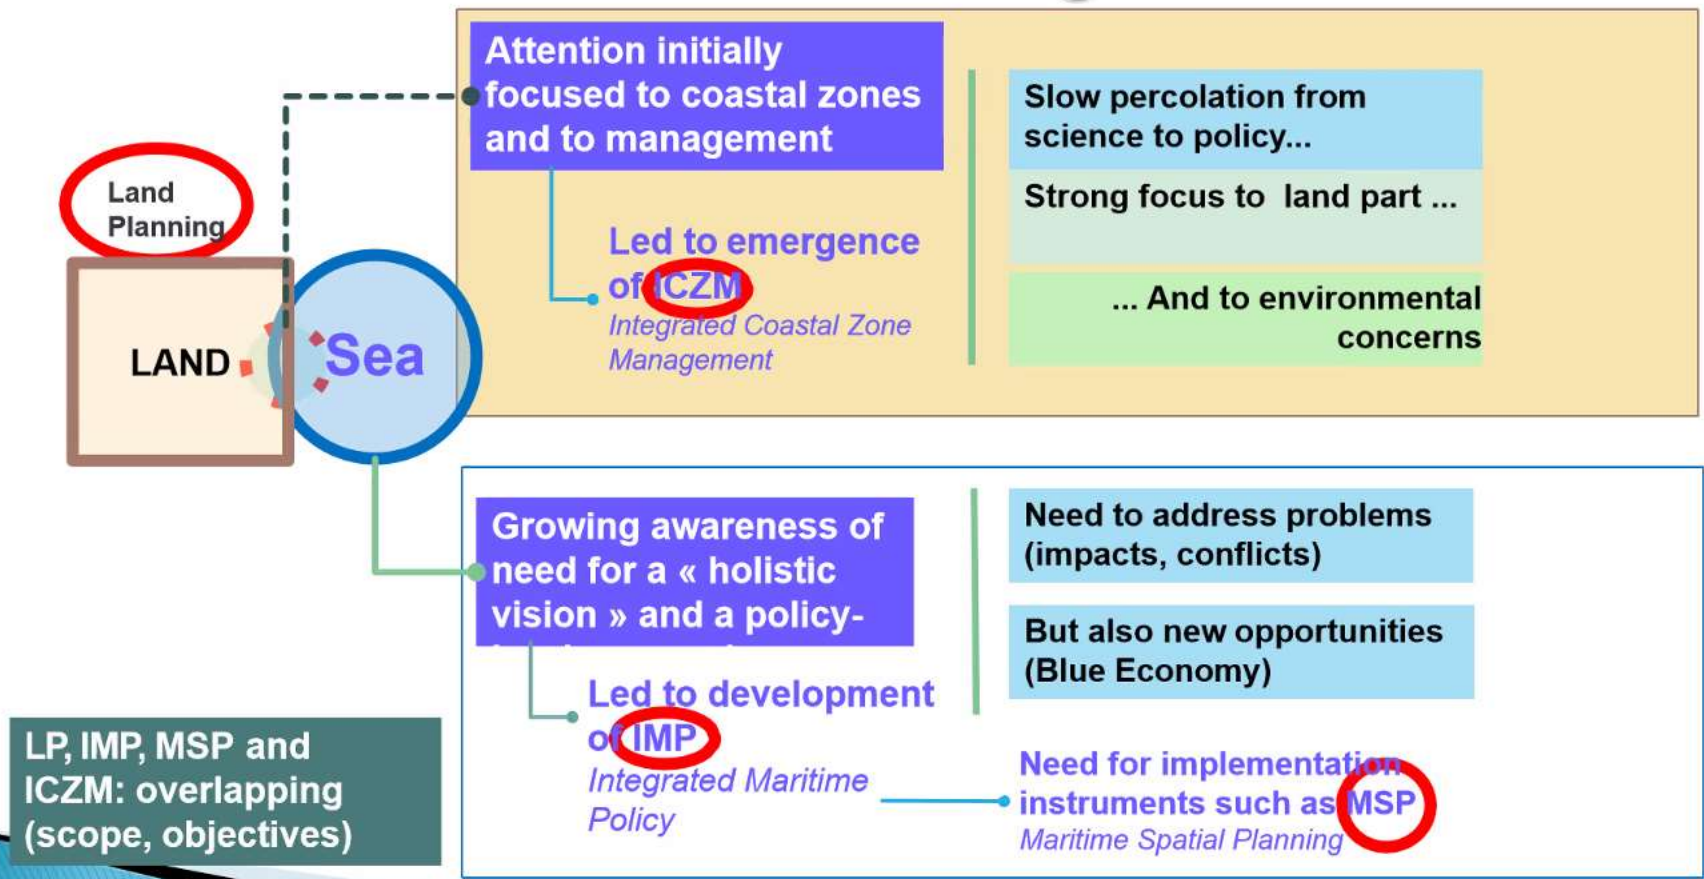 Attention initially
focused to coastal zones
and to management
Slow percolation from
science to policy...
Strong focus to land part ...
... And to environmental
concerns
Led to emergence
of ICZM
Integrated Coastal Zone
Management
Land
Planning
LAND
Sea
Growing awareness of
need for a « holistic
vision » and a policy-
Need to address problems
(impacts, conflicts)
But also new opportunities
(Blue Economy)
Led to development
of IMP
Integrated Maritime
Policy
Need for implementation
instruments such as MSP
Maritime Spatial Planning
LP, IMP, MSP and
ICZM: overlapping
(scope, objectives)